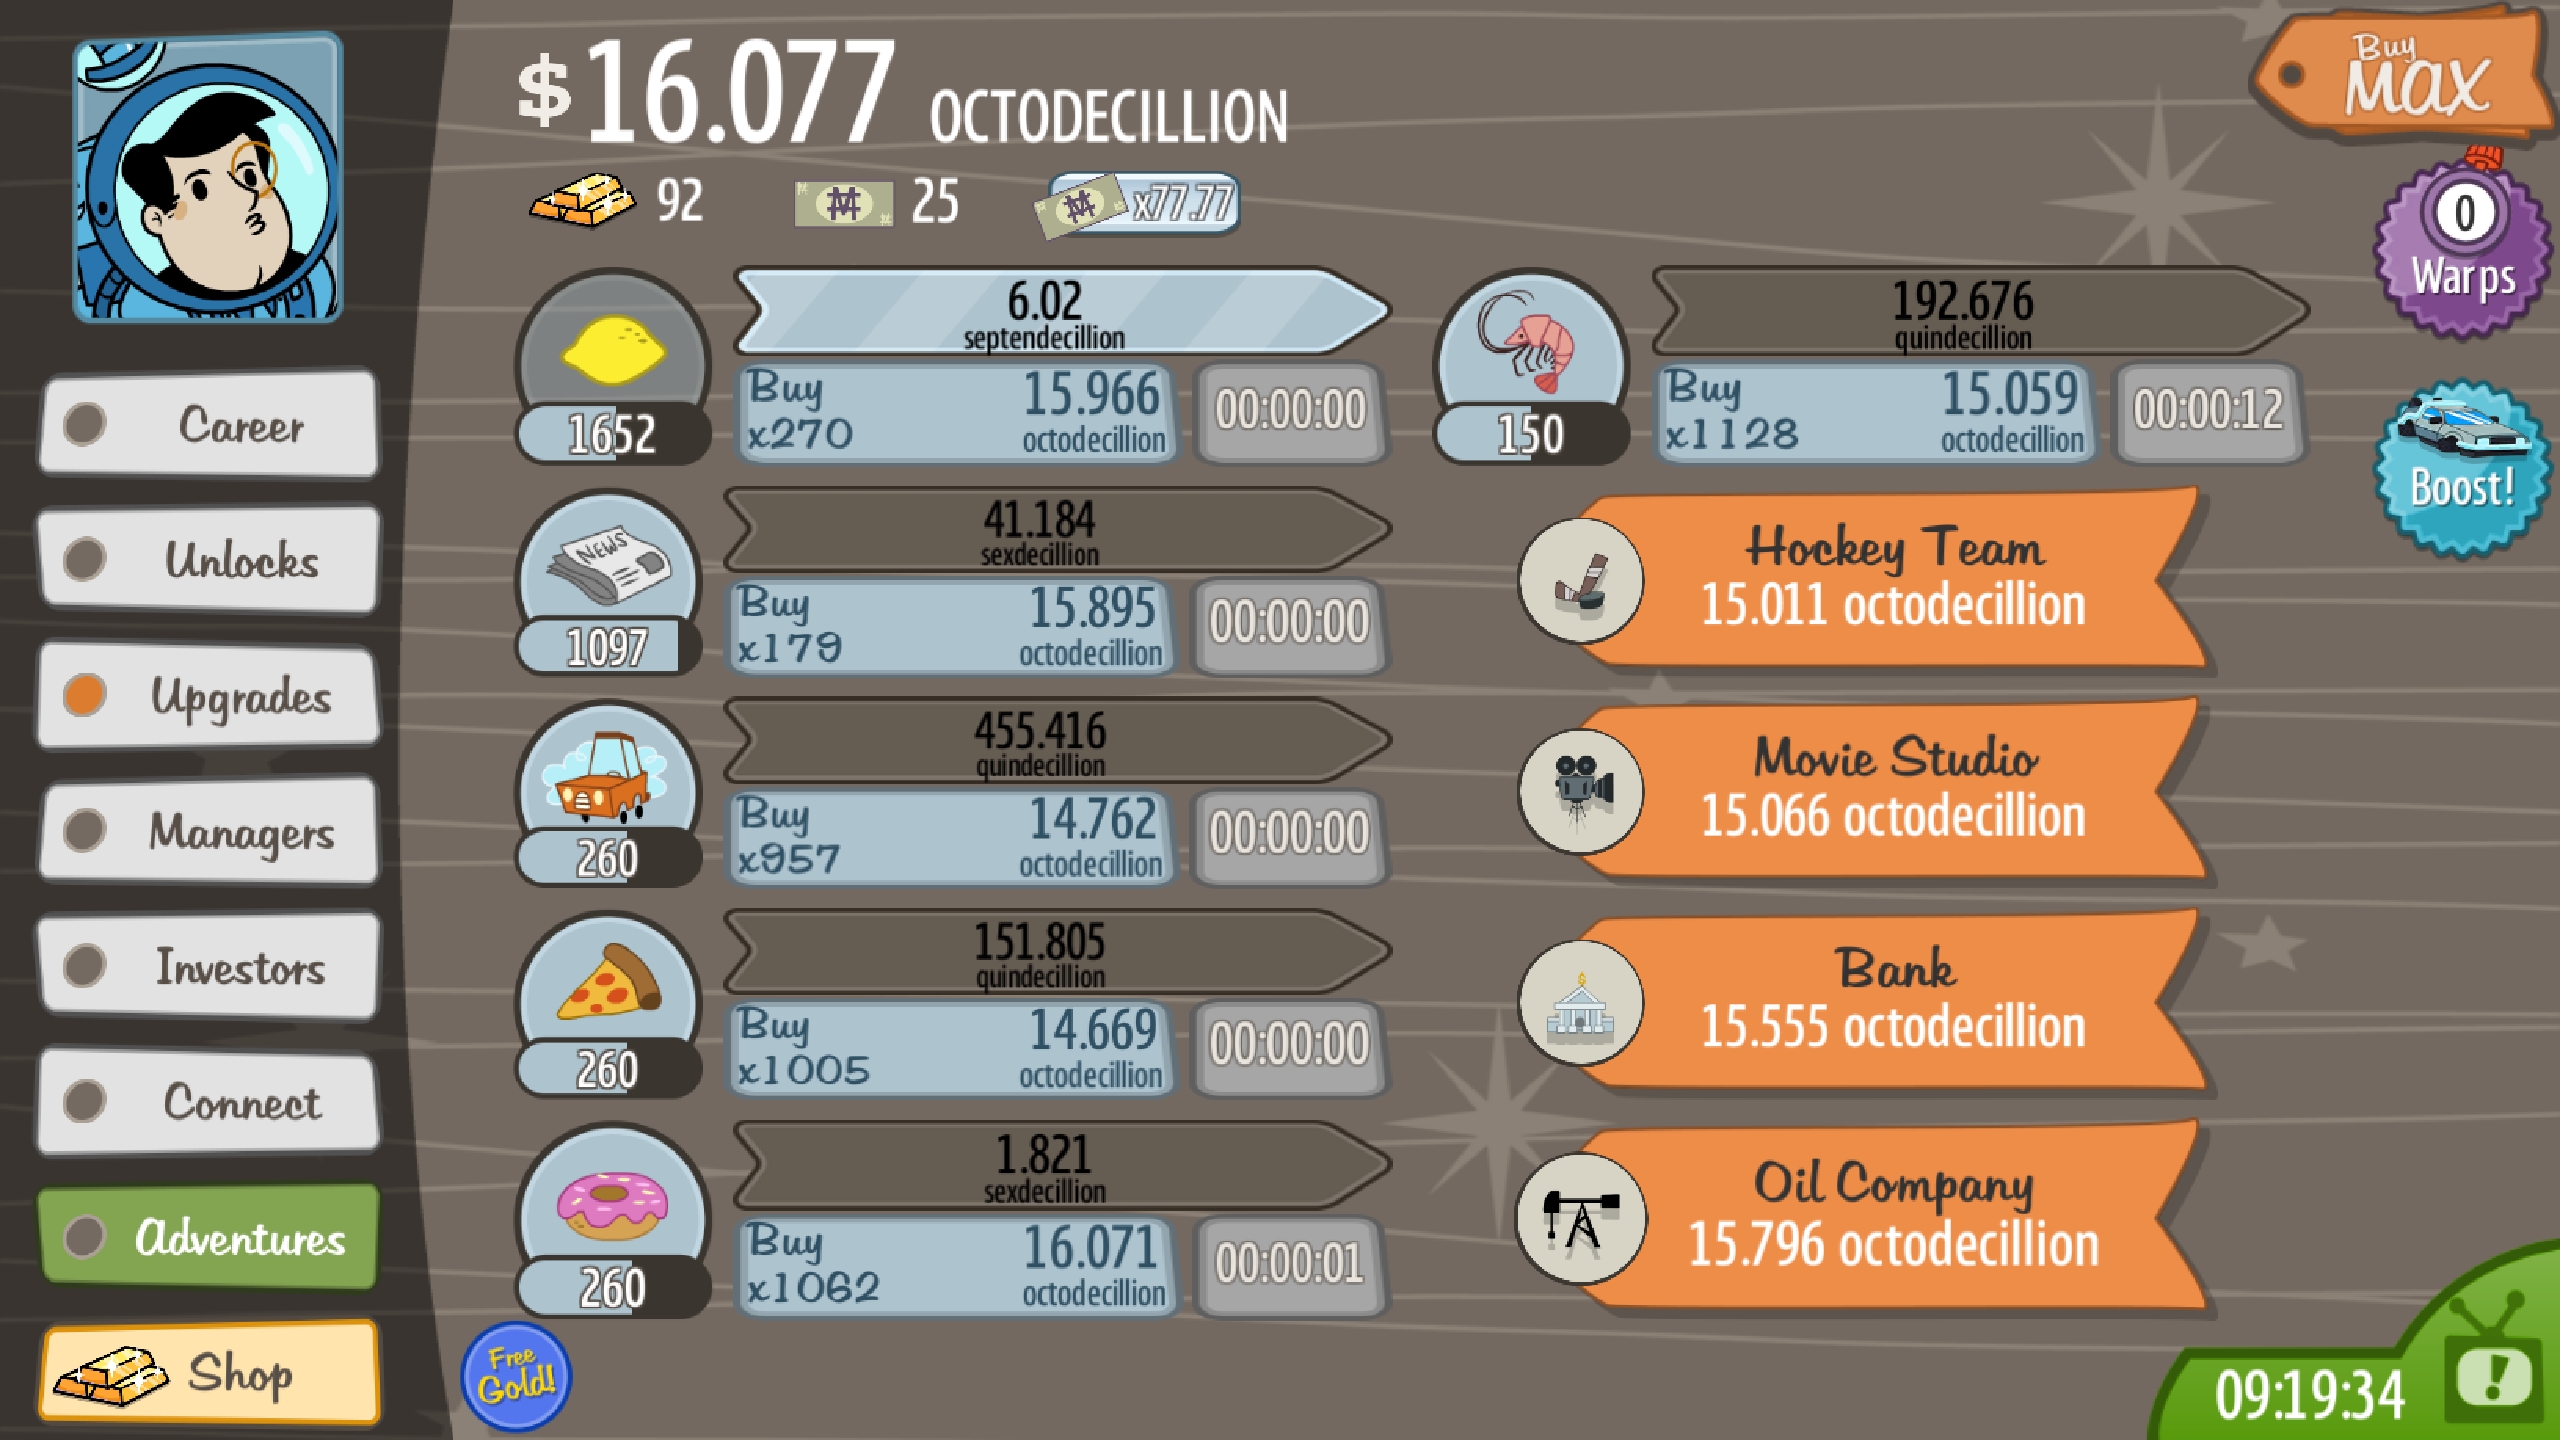 $16.077 OCTODECILLION
92
25
x77.77
Buy
MAX
0
Warps
Boost!
Career
Unlocks
Upgrades
Managers
Investors
Connect
Adventures
Shop
6.02
septendecillion
1652
Buy
x270
15.966
octodecillion
00:00:00
NEWS
41.184
sexdecillion
1097
Buy
x179
15.895
octodecillion
00:00:00
455.416
quindecillion
260
Buy
x957
14.762
octodecillion
00:00:00
151.805
quindecillion
260
Buy
x1005
14.669
octodecillion
00:00:00
1.821
sexdecillion
260
Buy
x1062
16.071
octodecillion
00:00:01
192.676
quindecillion
150
Buy
x1128
15.059
octodecillion
00:00:12
Hockey Team
15.011 octodecillion
Movie Studio
15.066 octodecillion
Bank
15.555 octodecillion
Oil Company
15.796 octodecillion
Free
Gold!
09:19:34
!